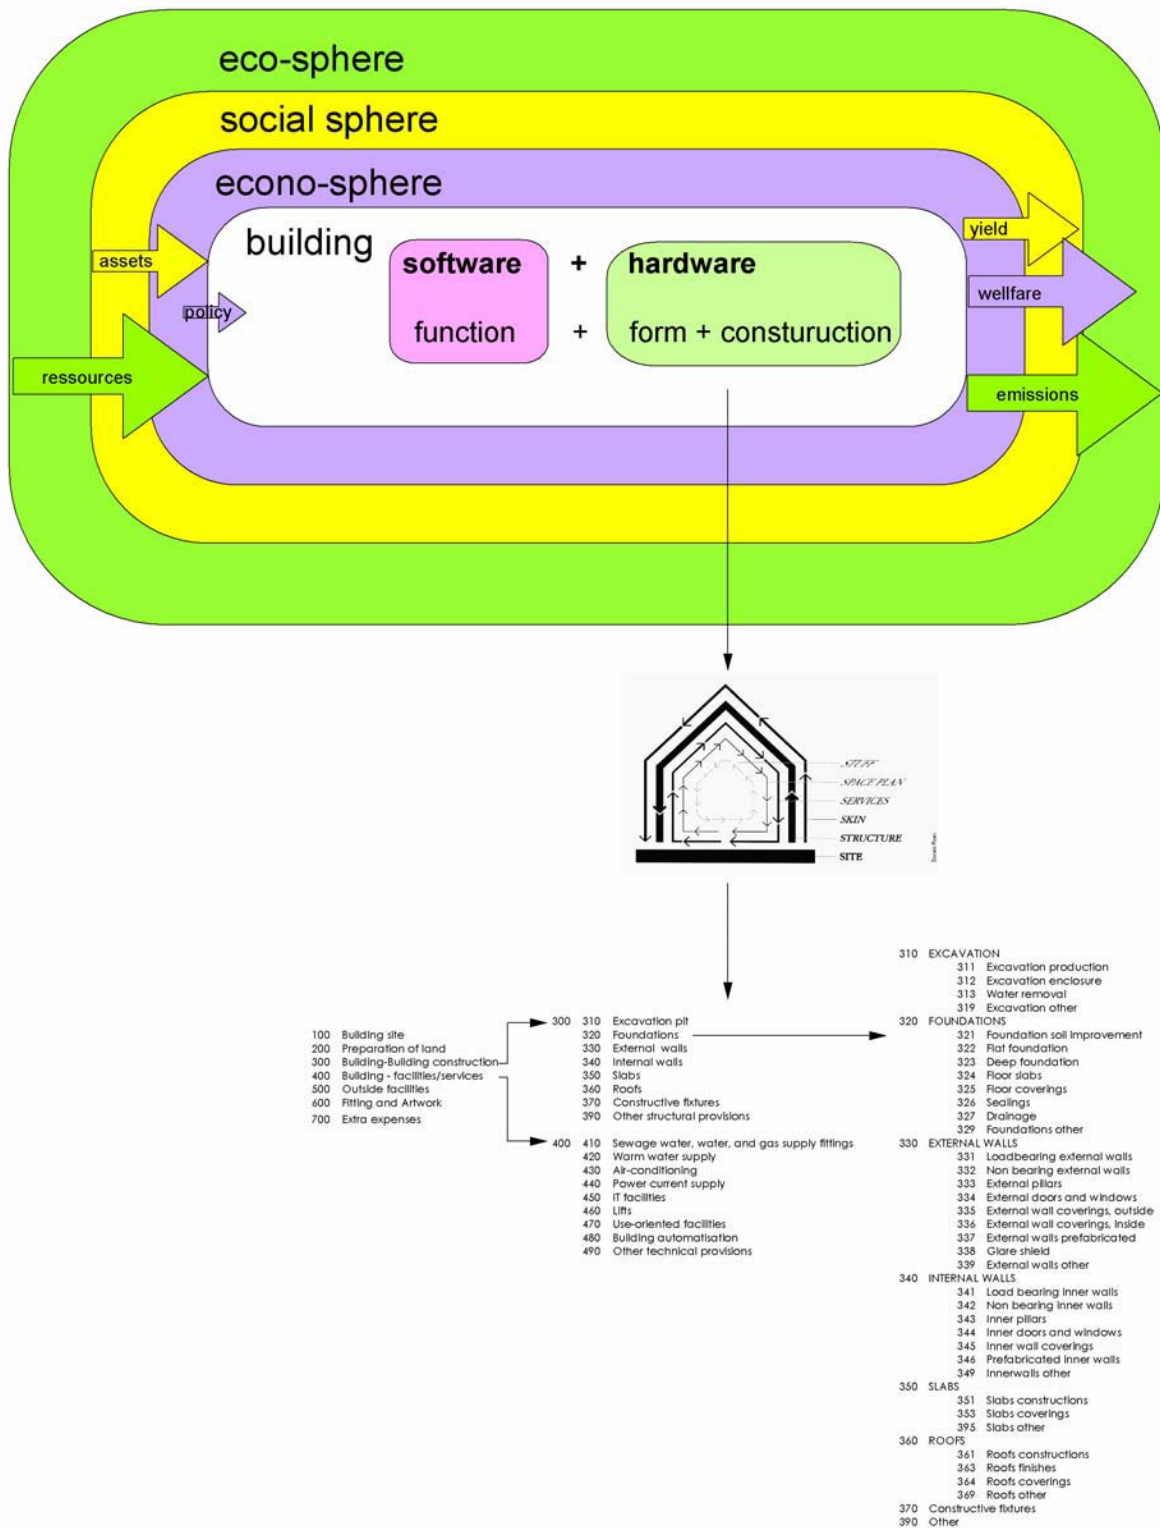 eco-sphere
social sphere
econo-sphere
building
software + hardware
function + form + consturuction
assets
policy
ressources
yield
wellfare
emissions
STUFF
SPACE PLAN
SERVICES
SKIN
STRUCTURE
SITE
100 Building site
200 Preparation of land
300 Building-Building construction
400 Building - facilities/services
500 Outside facilities
600 Fitting and Artwork
700 Extra expenses
300 310 Excavation pit
320 Foundations
330 External walls
340 Internal walls
350 Slabs
360 Roofs
370 Constructive fixtures
390 Other structural provisions
400 410 Sewage water, water, and gas supply fittings
420 Warm water supply
430 Air-conditioning
440 Power current supply
450 IT facilities
460 Lifts
470 Use-oriented facilities
480 Building automatisation
490 Other technical provisions
310 EXCAVATION
311 Excavation production
312 Excavation enclosure
313 Water removal
319 Excavation other
320 FOUNDATIONS
321 Foundation soil improvement
322 Flat foundation
323 Deep foundation
324 Floor slabs
325 Floor coverings
326 Sealings
327 Drainage
329 Foundations other
330 EXTERNAL WALLS
331 Loadbearing external walls
332 Non bearing external walls
333 External pillars
334 External doors and windows
335 External wall coverings, outside
336 External wall coverings, inside
337 External walls prefabricated
338 Glare shield
339 External walls other
340 INTERNAL WALLS
341 Load bearing inner walls
342 Non bearing inner walls
343 Inner pillars
344 Inner doors and windows
345 Inner wall coverings
346 Prefabricated inner walls
349 Innerwalls other
350 SLABS
351 Slabs constructions
353 Slabs coverings
395 Slabs other
360 ROOFS
361 Roofs constructions
363 Roofs finishes
364 Roofs coverings
369 Roofs other
370 Constructive fixtures
390 Other